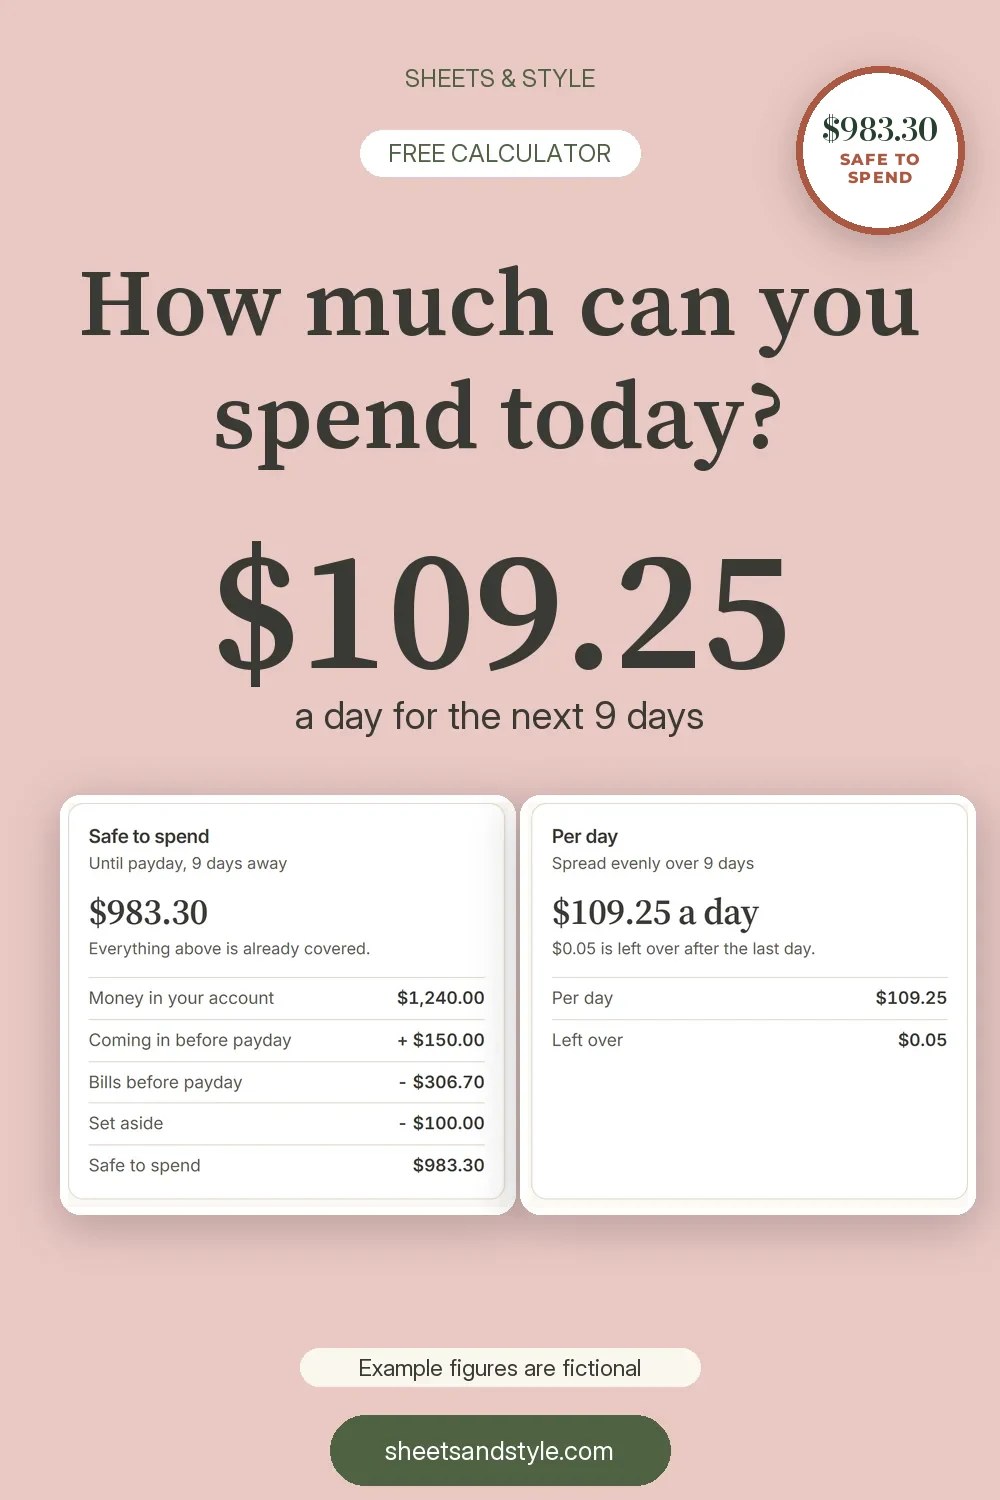 SHEETS & STYLE
FREE CALCULATOR
$983.30
SAFE TO
SPEND
How much can you
spend today?
$109.25
a day for the next 9 days
Safe to spend
Until payday, 9 days away
$983.30
Everything above is already covered.
Money in your account $1,240.00
Coming in before payday + $150.00
Bills before payday - $306.70
Set aside - $100.00
Safe to spend $983.30
Per day
Spread evenly over 9 days
$109.25 a day
$0.05 is left over after the last day.
Per day $109.25
Left over $0.05
Example figures are fictional
sheetsandstyle.com